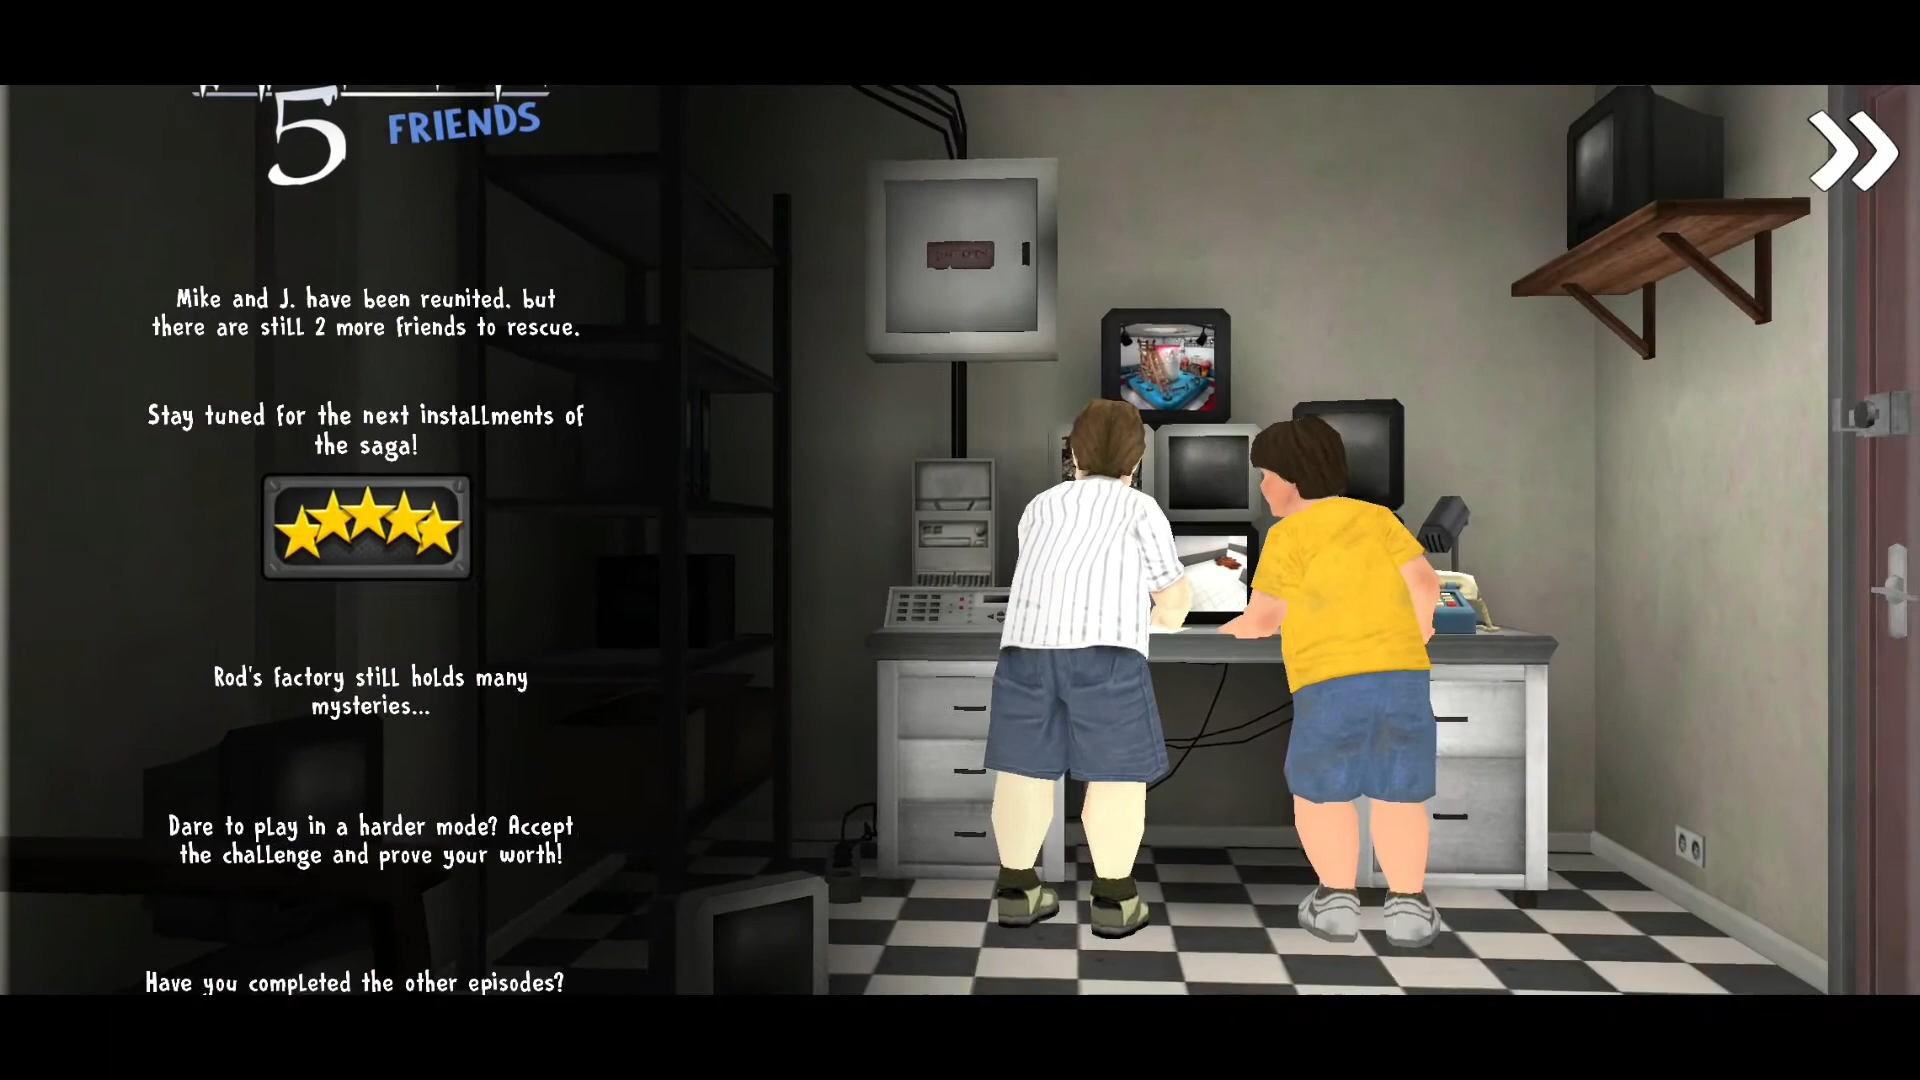 5
FRIENDS
Mike and J. have been reunited, but
there are still 2 more friends to rescue.
Stay tuned for the next installments of
the saga!
Rod's factory still holds many
mysteries...
Dare to play in a harder mode? Accept
the challenge and prove your worth!
Have you completed the other episodes?